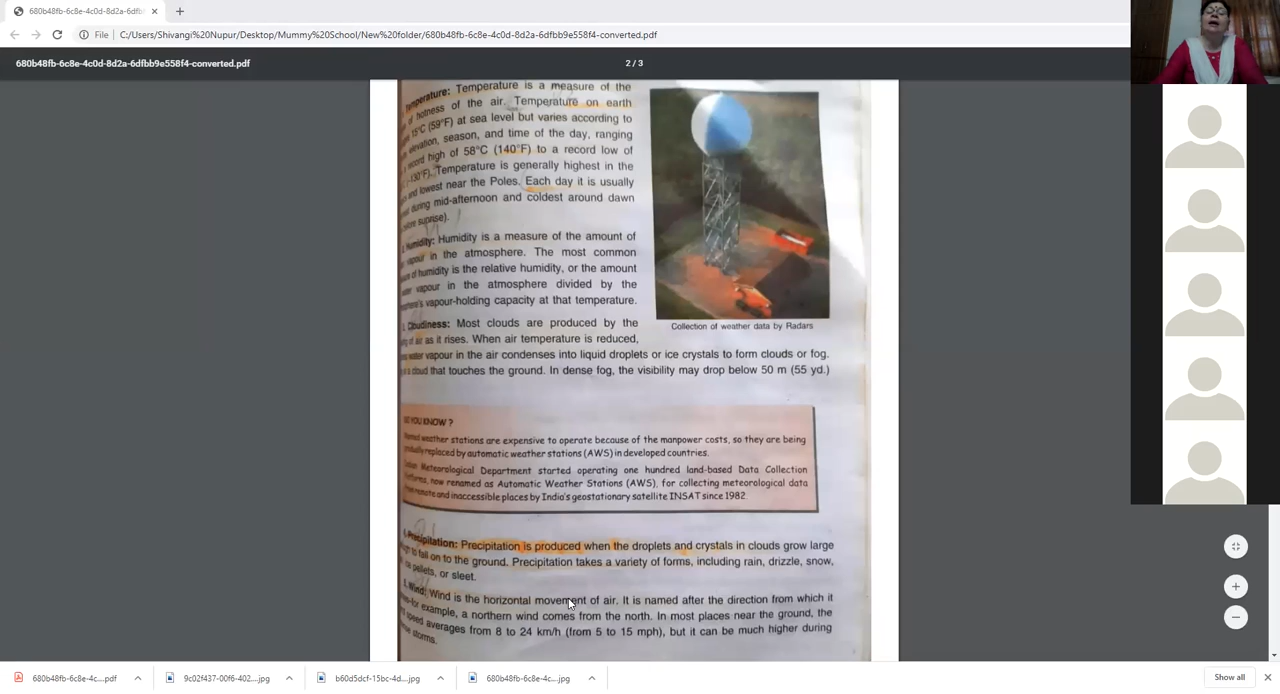 680b48fb-6c8e-4c0d-8d2a-6dfb
File
C:/Users/Shivangi%20Nupur/Desktop/Mummy%20School/New%20folder/680b48fb-6c8e-4c0d-8d2a-6dfbb9e558f4-converted.pdf
680b48fb-6c8e-4c0d-8d2a-6dfbb9e558f4-converted.pdf
2 / 3
Temperature: Temperature is a measure of the
of hotness of the air. Temperature on earth
15°C (59°F) at sea level but varies according to
elevation, season, and time of the day, ranging
record high of 58°C (140°F) to a record low of
(-130°F). Temperature is generally highest in the
and lowest near the Poles. Each day it is usually
during mid-afternoon and coldest around dawn
sunrise).
Humidity: Humidity is a measure of the amount of
vapour in the atmosphere. The most common
of humidity is the relative humidity, or the amount
water vapour in the atmosphere divided by the
vapour-holding capacity at that temperature.
Collection of weather data by Radars
Cloudiness: Most clouds are produced by the
of air as it rises. When air temperature is reduced,
water vapour in the air condenses into liquid droplets or ice crystals to form clouds or fog.
a cloud that touches the ground. In dense fog, the visibility may drop below 50 m (55 yd.)
YOU KNOW ?
weather stations are expensive to operate because of the manpower costs, so they are being
replaced by automatic weather stations (AWS) in developed countries.
Meteorological Department started operating one hundred land-based Data Collection
now renamed as Automatic Weather Stations (AWS), for collecting meteorological data
remote and inaccessible places by India's geostationary satellite INSAT since 1982
Precipitation: Precipitation is produced when the droplets and crystals in clouds grow large
to fall on to the ground. Precipitation takes a variety of forms, including rain, drizzle, snow,
pellets, or sleet.
Wind: Wind is the horizontal movement of air. It is named after the direction from which it
for example, a northern wind comes from the north. In most places near the ground, the
speed averages from 8 to 24 km/h (from 5 to 15 mph), but it can be much higher during
storms.
680b48fb-6c8e-4c....pdf
9c02f437-00f6-402....jpg
b60d5dcf-15bc-4d....jpg
680b48fb-6c8e-4c....jpg
Show all